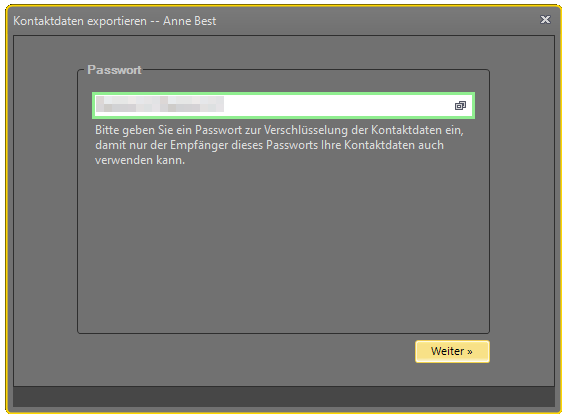 Kontaktdaten exportieren -- Anne Best
Passwort
Bitte geben Sie ein Passwort zur Verschlüsselung der Kontaktdaten ein,
damit nur der Empfänger dieses Passworts Ihre Kontaktdaten auch
verwenden kann.
Weiter »